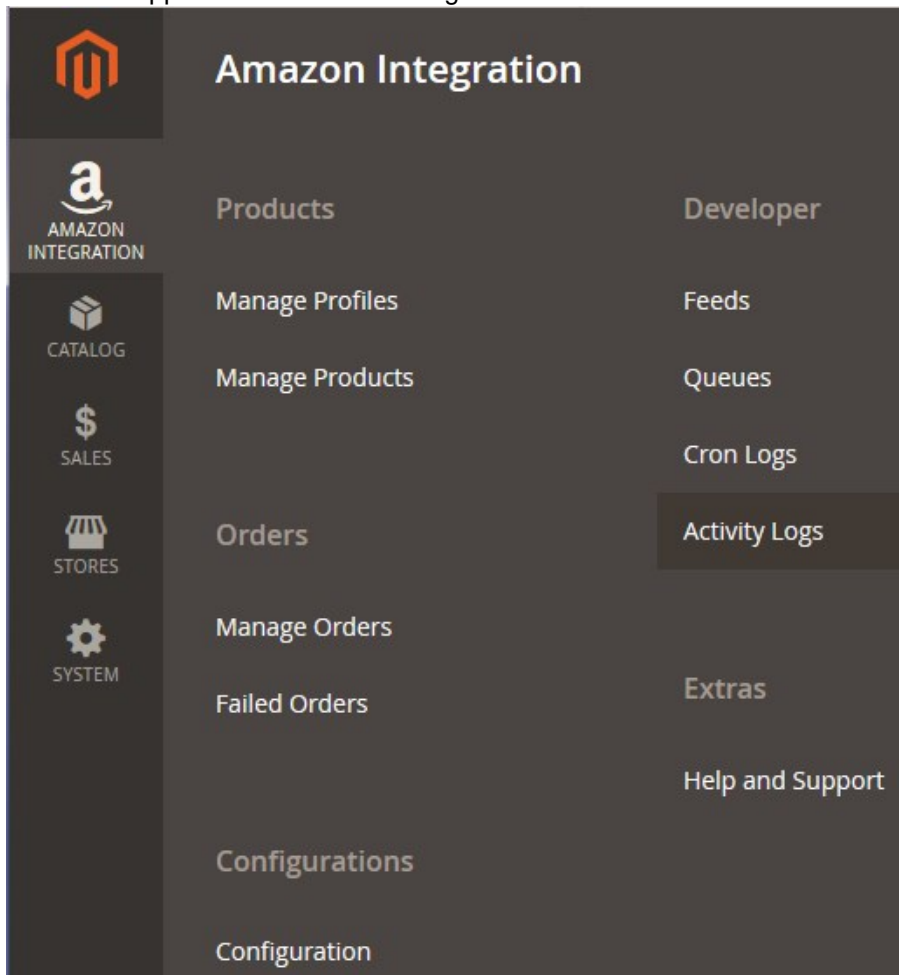 Amazon Integration
AMAZON
INTEGRATION
CATALOG
SALES
STORES
SYSTEM
Products
Manage Profiles
Manage Products
Orders
Manage Orders
Failed Orders
Configurations
Configuration
Developer
Feeds
Queues
Cron Logs
Activity Logs
Extras
Help and Support